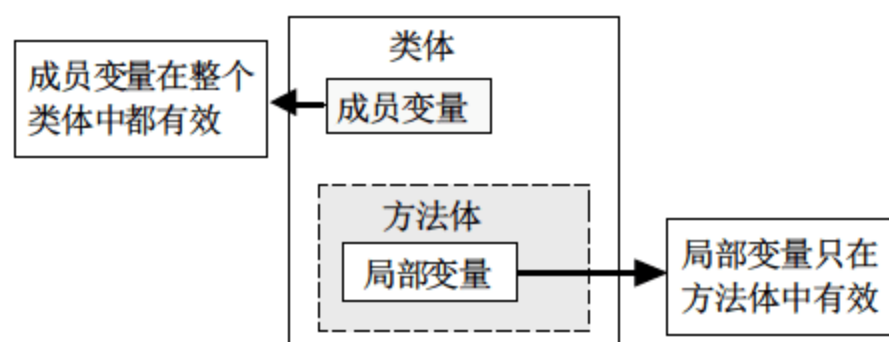 类体
成员变量在整个
类体中都有效
成员变量
方法体
局部变量
局部变量只在
方法体中有效